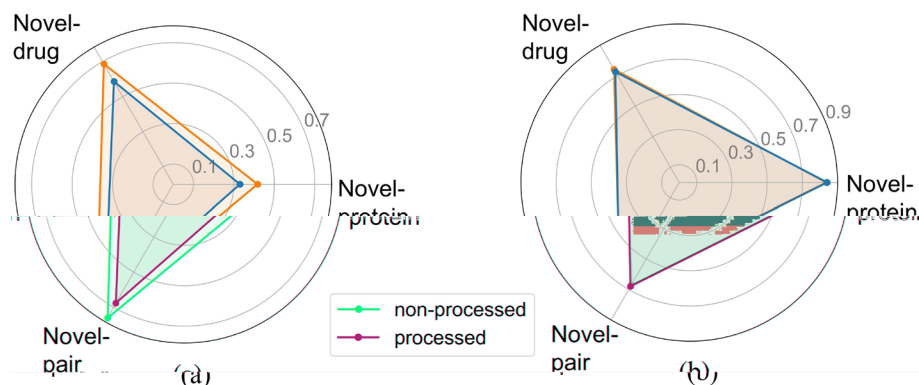 Novel-
drug
0.1
0.3
0.5
0.7
Novel-
protein
Novel-
pair
(a)
Novel-
drug
0.1
0.3
0.5
0.7
0.9
Novel-
protein
Novel-
pair
(b)
non-processed
processed